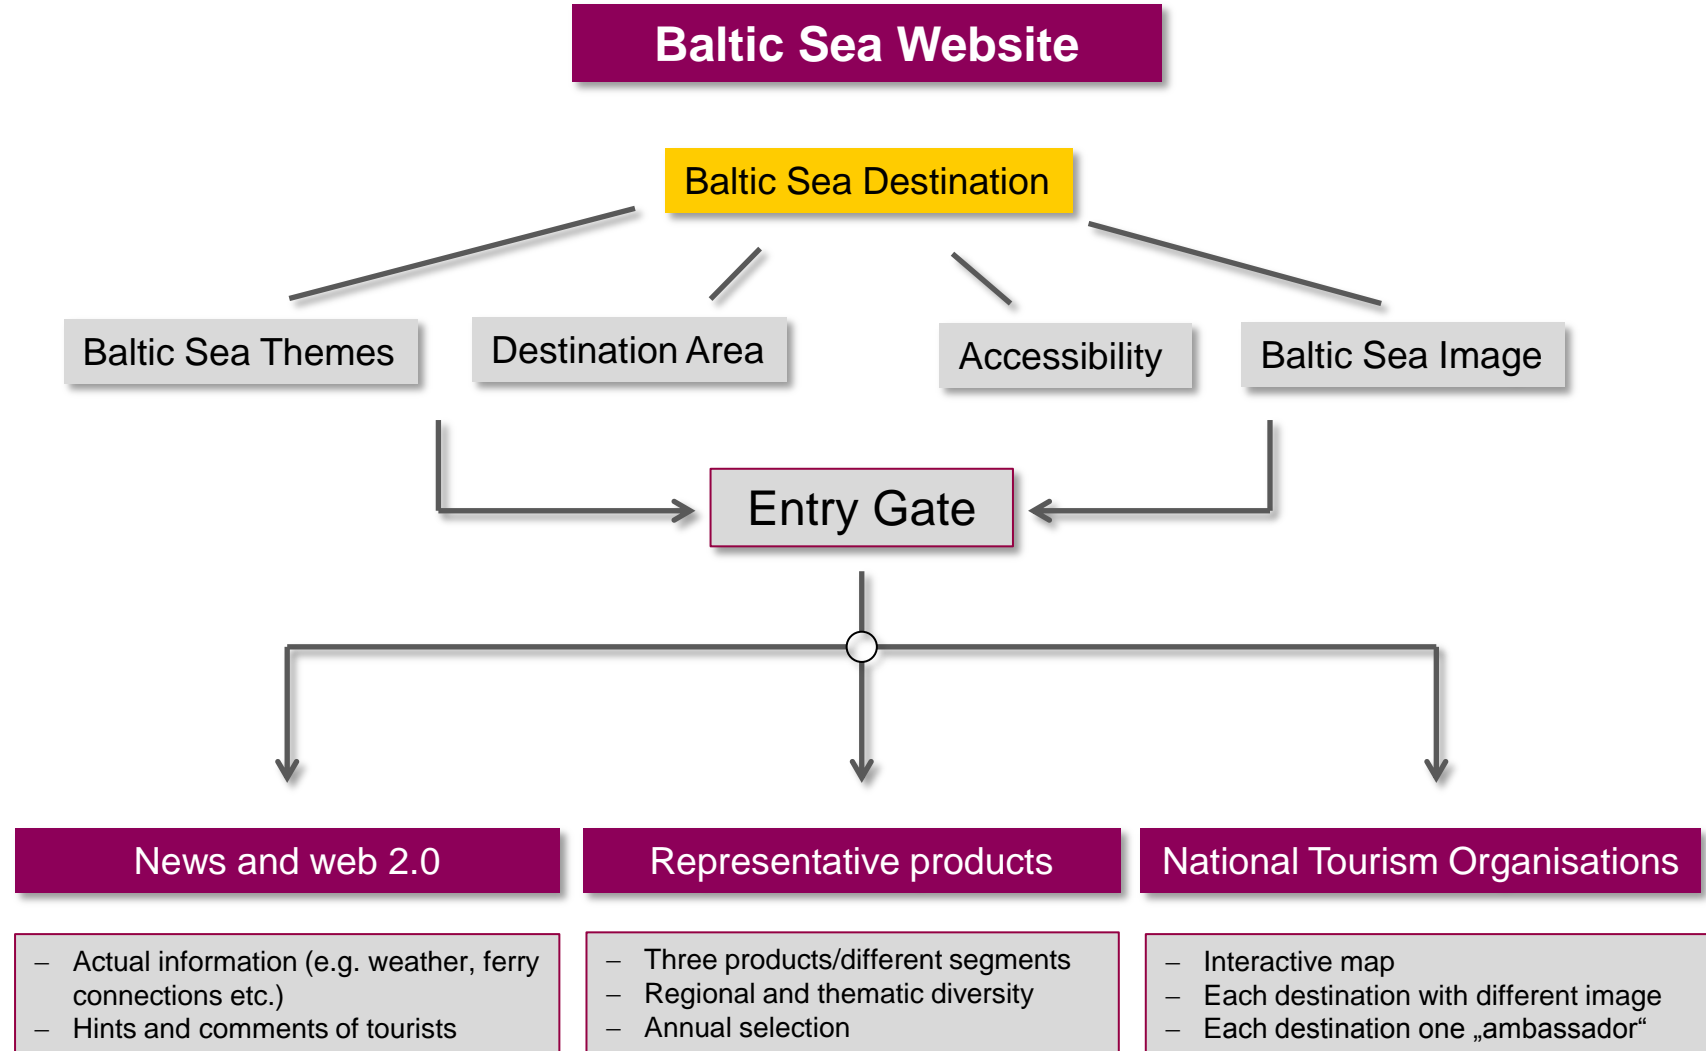 Baltic Sea Website
Baltic Sea Destination
Baltic Sea Themes
Destination Area
Accessibility
Baltic Sea Image
Entry Gate
News and web 2.0
Representative products
National Tourism Organisations
– Actual information (e.g. weather, ferry
connections etc.)
– Hints and comments of tourists
– Three products/different segments
– Regional and thematic diversity
– Annual selection
– Interactive map
– Each destination with different image
– Each destination one „ambassador“